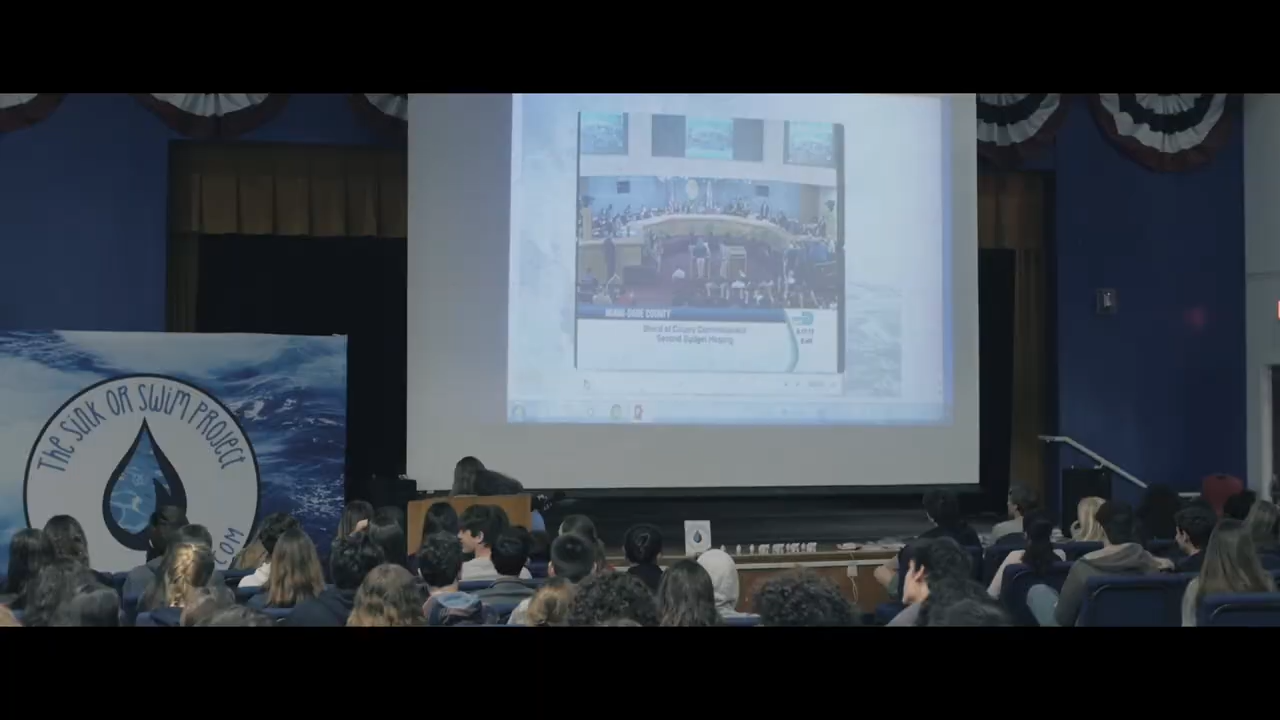 The SiNK OR SWiM PROJECT
.COM
MIAMI-DADE COUNTY
Board of County Commissioners
Second Budget Hearing